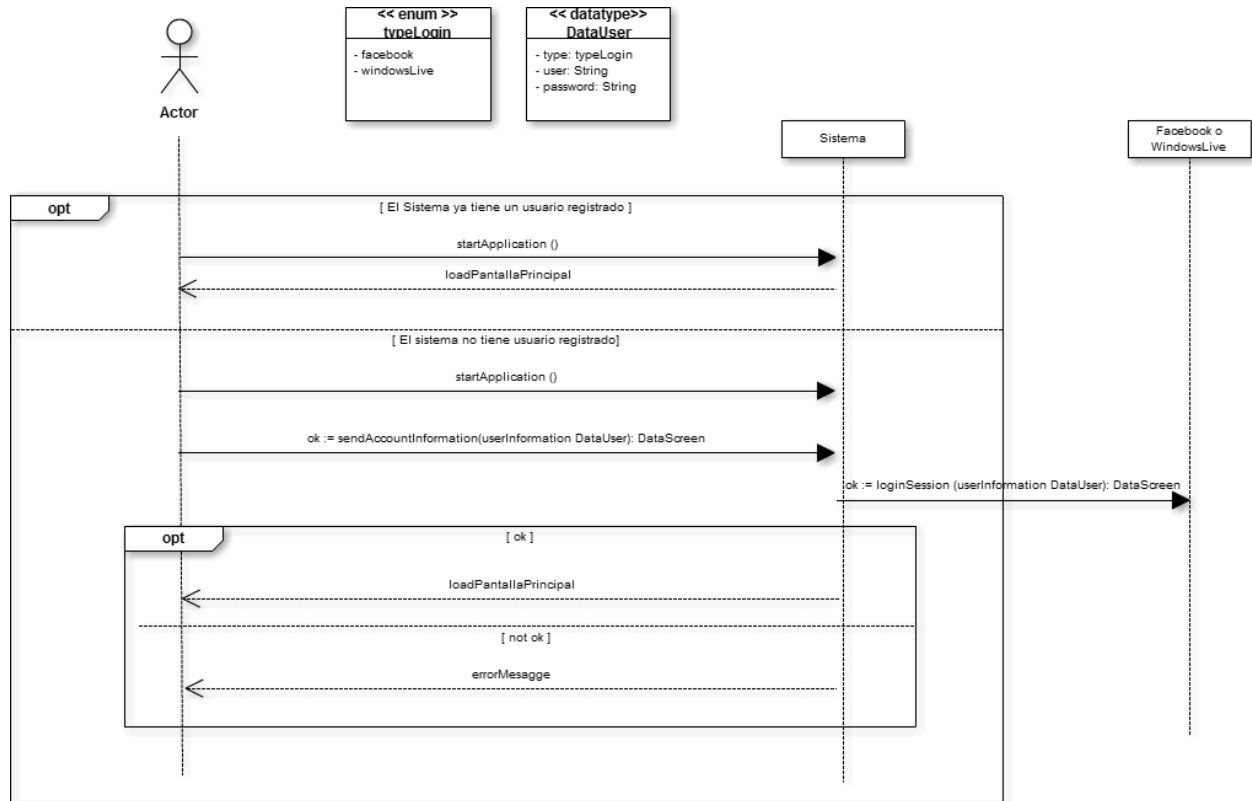 << enum >>
typeLogin
- facebook
- windowsLive
<< datatype>>
DataUser
- type: typeLogin
- user: String
- password: String
Actor
Sistema
Facebook o
WindowsLive
opt
[ El Sistema ya tiene un usuario registrado ]
startApplication ()
loadPantallaPrincipal
[ El sistema no tiene usuario registrado]
startApplication ()
ok := sendAccountInformation(userInformation DataUser): DataScreen
ok := loginSession (userInformation DataUser): DataScreen
opt
[ ok ]
loadPantallaPrincipal
[ not ok ]
errorMesagge